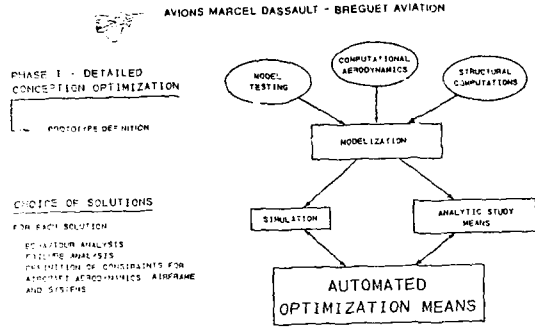 AVIONS MARCEL DASSAULT - BREGUET AVIATION
PHASE I - DETAILED
CONCEPTION OPTIMIZATION
PROTOTYPE DEFINITION
MODEL
TESTING
COMPUTATIONAL
AERODYNAMICS
STRUCTURAL
COMPUTATIONS
MODELIZATION
CHOICE OF SOLUTIONS
FOR EACH SOLUTION
BEHAVIOUR ANALYSIS
FAILURE ANALYSIS
DEFINITION OF CONSTRAINTS FOR
AIRCRAFT AERODYNAMICS AIRFRAME
AND SYSTEMS
SIMULATION
ANALYTIC STUDY
MEANS
AUTOMATED
OPTIMIZATION MEANS